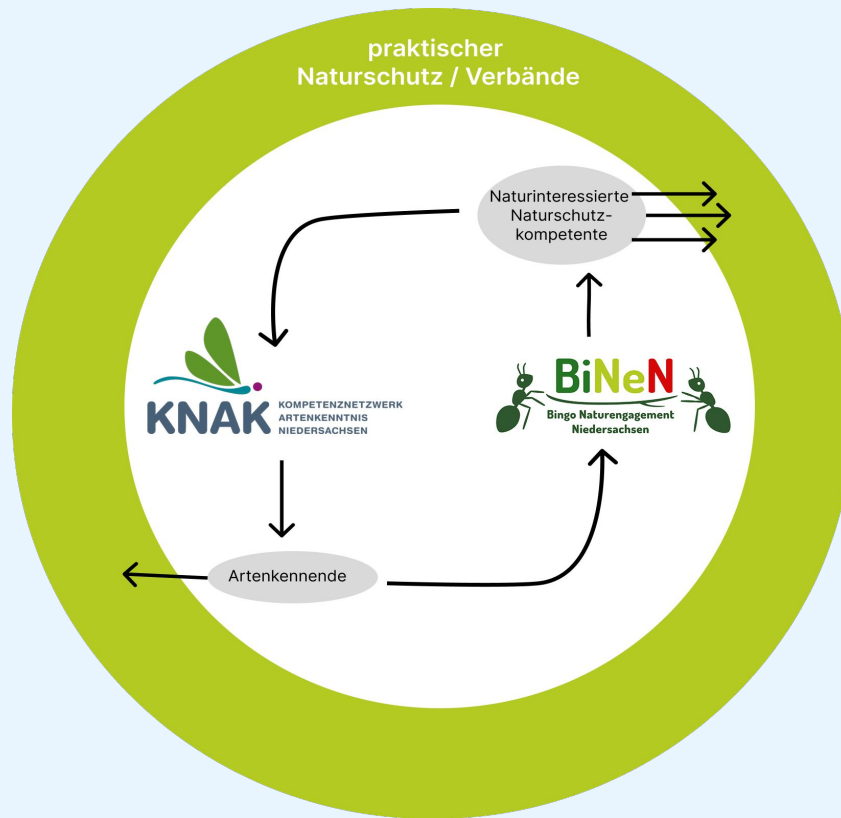 praktischer
Naturschutz / Verbände
Naturinteressierte
Naturschutz-
kompetente
KNAK
KOMPETENZNETZWERK
ARTENKENNTNIS
NIEDERSACHSEN
BiNeN
Bingo Naturengagement
Niedersachsen
Artenkennende